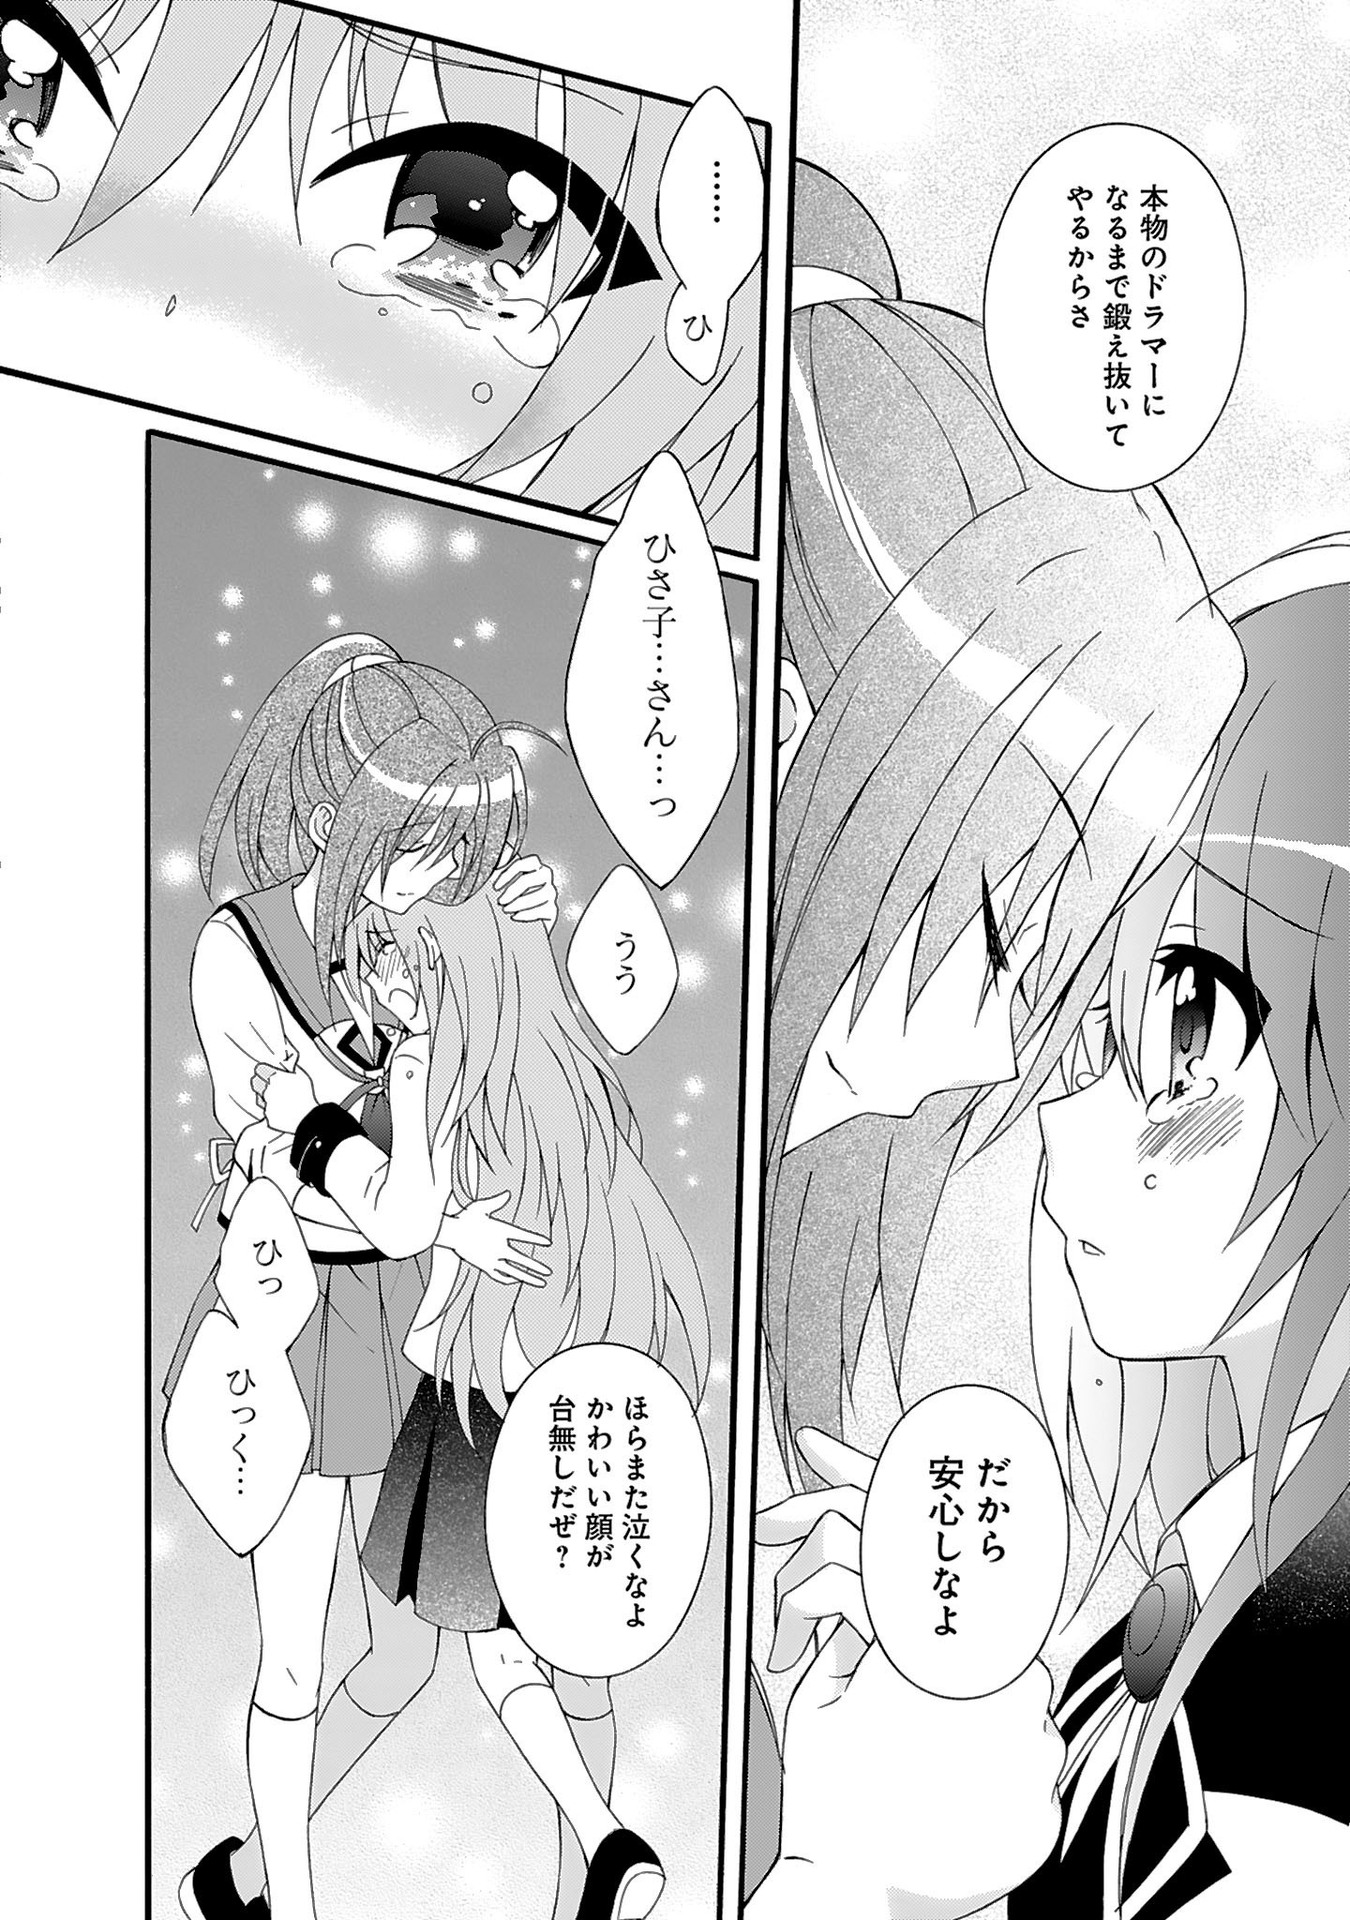 本物のドラマーに
なるまで鍛え抜いて
やるからさ
だから
安心しなよ
……
ひ
ひさ子…さん…っ
うう
ひっ
ひっく…
ほらまた泣くなよ
かわいい顔が
台無しだぜ?